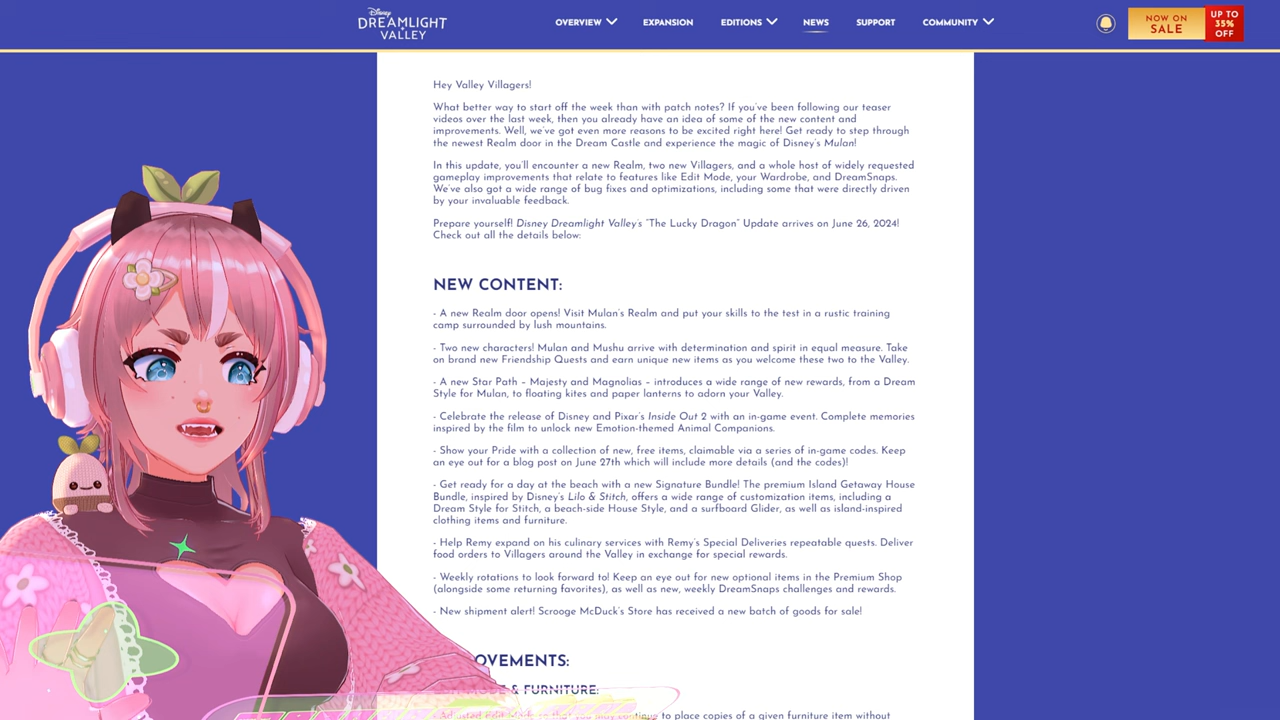 Disney
DREAMLIGHT
VALLEY
OVERVIEW
EXPANSION
EDITIONS
NEWS
SUPPORT
COMMUNITY
NOW ON
SALE
UP TO
35%
OFF
Hey Valley Villagers!
What better way to start off the week than with patch notes? If you've been following our teaser
videos over the last week, then you already have an idea of some of the new content and
improvements. Well, we've got even more reasons to be excited right here! Get ready to step through
the newest Realm door in the Dream Castle and experience the magic of Disney's Mulan!
In this update, you'll encounter a new Realm, two new Villagers, and a whole host of widely requested
gameplay improvements that relate to features like Edit Mode, your Wardrobe, and DreamSnaps.
We've also got a wide range of bug fixes and optimizations, including some that were directly driven
by your invaluable feedback.
Prepare yourself! Disney Dreamlight Valley's "The Lucky Dragon" Update arrives on June 26, 2024!
Check out all the details below:
NEW CONTENT:
- A new Realm door opens! Visit Mulan's Realm and put your skills to the test in a rustic training
camp surrounded by lush mountains.
- Two new characters! Mulan and Mushu arrive with determination and spirit in equal measure. Take
on brand new Friendship Quests and earn unique new items as you welcome these two to the Valley.
- A new Star Path – Majesty and Magnolias – introduces a wide range of new rewards, from a Dream
Style for Mulan, to floating kites and paper lanterns to adorn your Valley.
- Celebrate the release of Disney and Pixar's Inside Out 2 with an in-game event. Complete memories
inspired by the film to unlock new Emotion-themed Animal Companions.
- Show your Pride with a collection of new, free items, claimable via a series of in-game codes. Keep
an eye out for a blog post on June 27th which will include more details (and the codes)!
- Get ready for a day at the beach with a new Signature Bundle! The premium Island Getaway House
Bundle, inspired by Disney's Lilo & Stitch, offers a wide range of customization items, including a
Dream Style for Stitch, a beach-side House Style, and a surfboard Glider, as well as island-inspired
clothing items and furniture.
- Help Remy expand on his culinary services with Remy's Special Deliveries repeatable quests. Deliver
food orders to Villagers around the Valley in exchange for special rewards.
- Weekly rotations to look forward to! Keep an eye out for new optional items in the Premium Shop
(alongside some returning favorites), as well as new, weekly DreamSnaps challenges and rewards.
- New shipment alert! Scrooge McDuck's Store has received a new batch of goods for sale!
OVEMENTS:
& FURNITURE:
to place copies of a given furniture item without